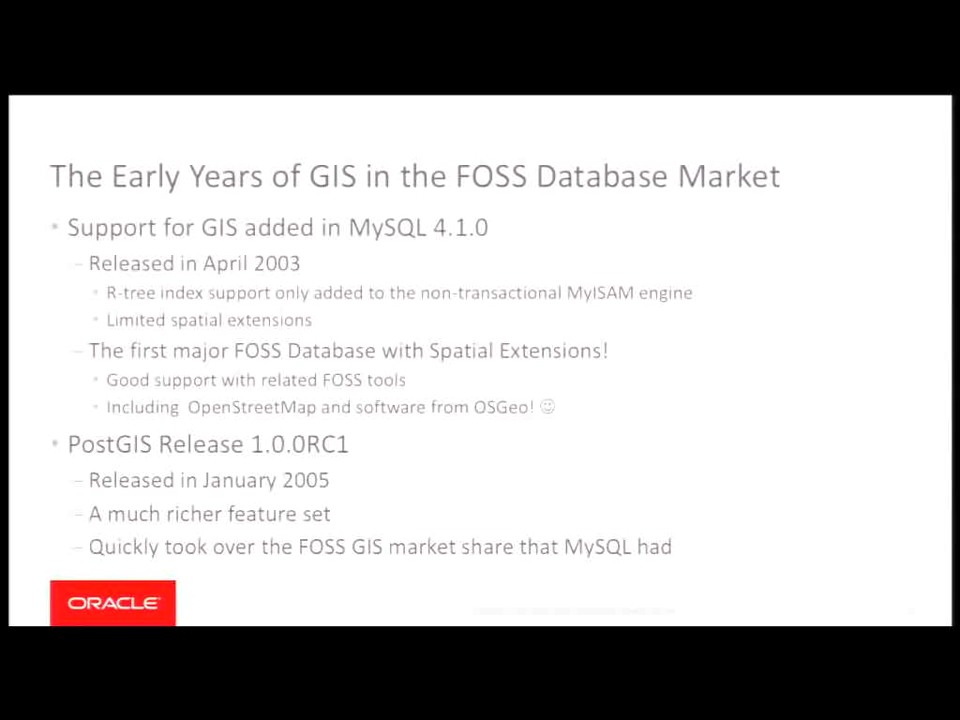 The Early Years of GIS in the FOSS Database Market
• Support for GIS added in MySQL 4.1.0
– Released in April 2003
• R-tree index support only added to the non-transactional MyISAM engine
• Limited spatial extensions
– The first major FOSS Database with Spatial Extensions!
• Good support with related FOSS tools
• Including OpenStreetMap and software from OSGeo! ☺
• PostGIS Release 1.0.0RC1
– Released in January 2005
– A much richer feature set
– Quickly took over the FOSS GIS market share that MySQL had
ORACLE